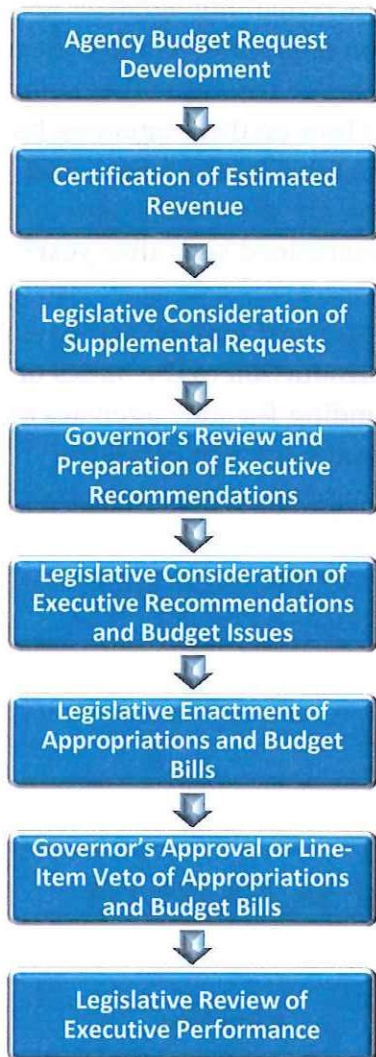 Agency Budget Request
Development
Certification of Estimated
Revenue
Legislative Consideration of
Supplemental Requests
Governor's Review and
Preparation of Executive
Recommendations
Legislative Consideration of
Executive Recommendations
and Budget Issues
Legislative Enactment of
Appropriations and Budget
Bills
Governor's Approval or Line-
Item Veto of Appropriations
and Budget Bills
Legislative Review of
Executive Performance